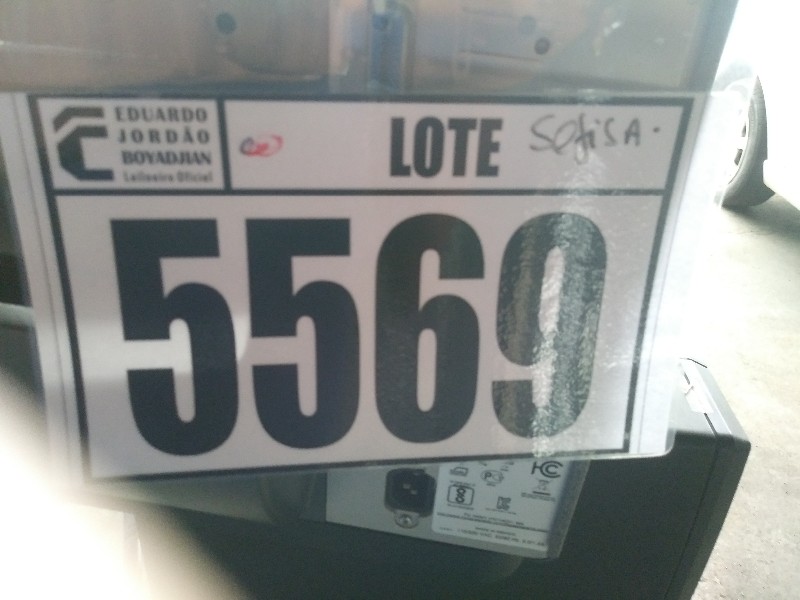 EDUARDO
JORDÃO
BOYADJIAN
Leiloeiro Oficial
LOTE
Sofisa.
5569